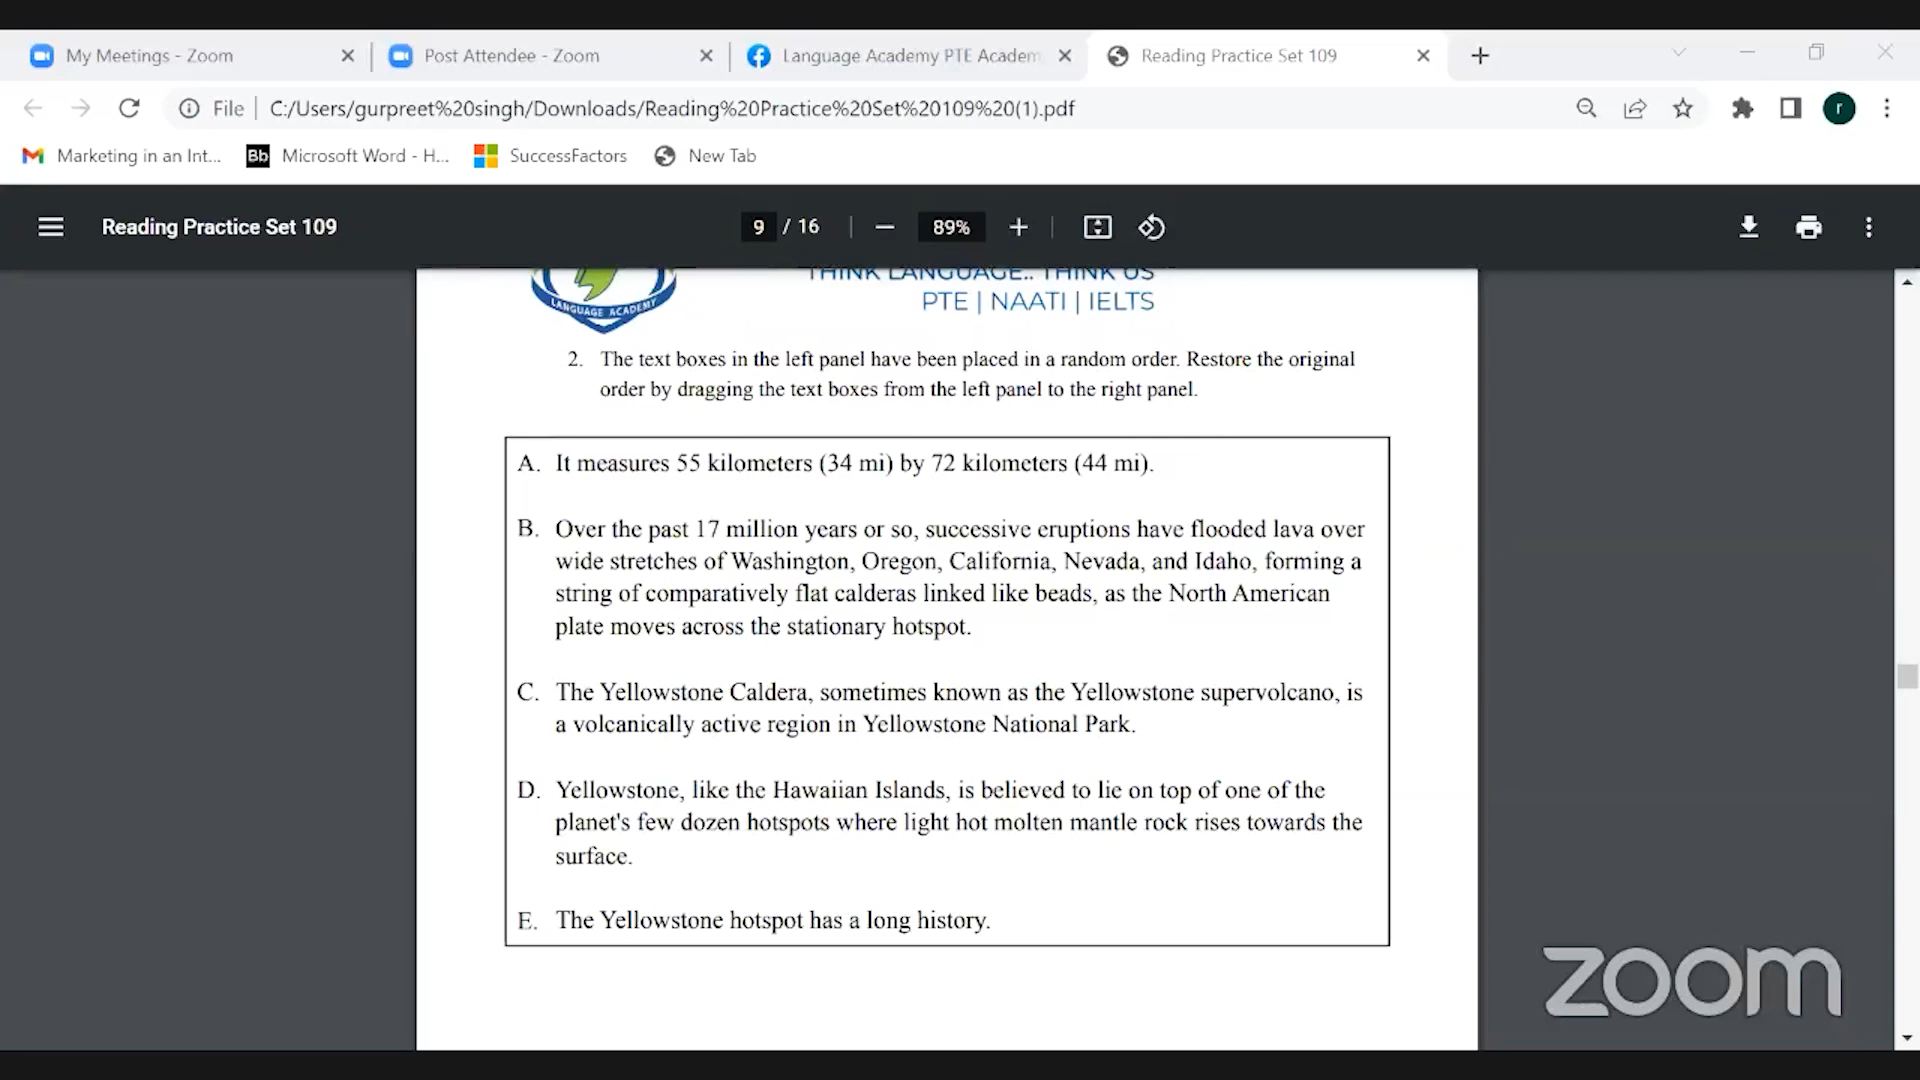 My Meetings - Zoom
Post Attendee - Zoom
Language Academy PTE Academ
Reading Practice Set 109
File
C:/Users/gurpreet%20singh/Downloads/Reading%20Practice%20Set%20109%20(1).pdf
r
Marketing in an Int...
Bb
Microsoft Word - H...
SuccessFactors
New Tab
Reading Practice Set 109
9 / 16
89%
LANGUAGE ACADEMY
THINK LANGUAGE.. THINK US
PTE | NAATI | IELTS
2. The text boxes in the left panel have been placed in a random order. Restore the original
order by dragging the text boxes from the left panel to the right panel.
A. It measures 55 kilometers (34 mi) by 72 kilometers (44 mi).
B. Over the past 17 million years or so, successive eruptions have flooded lava over
wide stretches of Washington, Oregon, California, Nevada, and Idaho, forming a
string of comparatively flat calderas linked like beads, as the North American
plate moves across the stationary hotspot.
C. The Yellowstone Caldera, sometimes known as the Yellowstone supervolcano, is
a volcanically active region in Yellowstone National Park.
D. Yellowstone, like the Hawaiian Islands, is believed to lie on top of one of the
planet's few dozen hotspots where light hot molten mantle rock rises towards the
surface.
E. The Yellowstone hotspot has a long history.
zoom